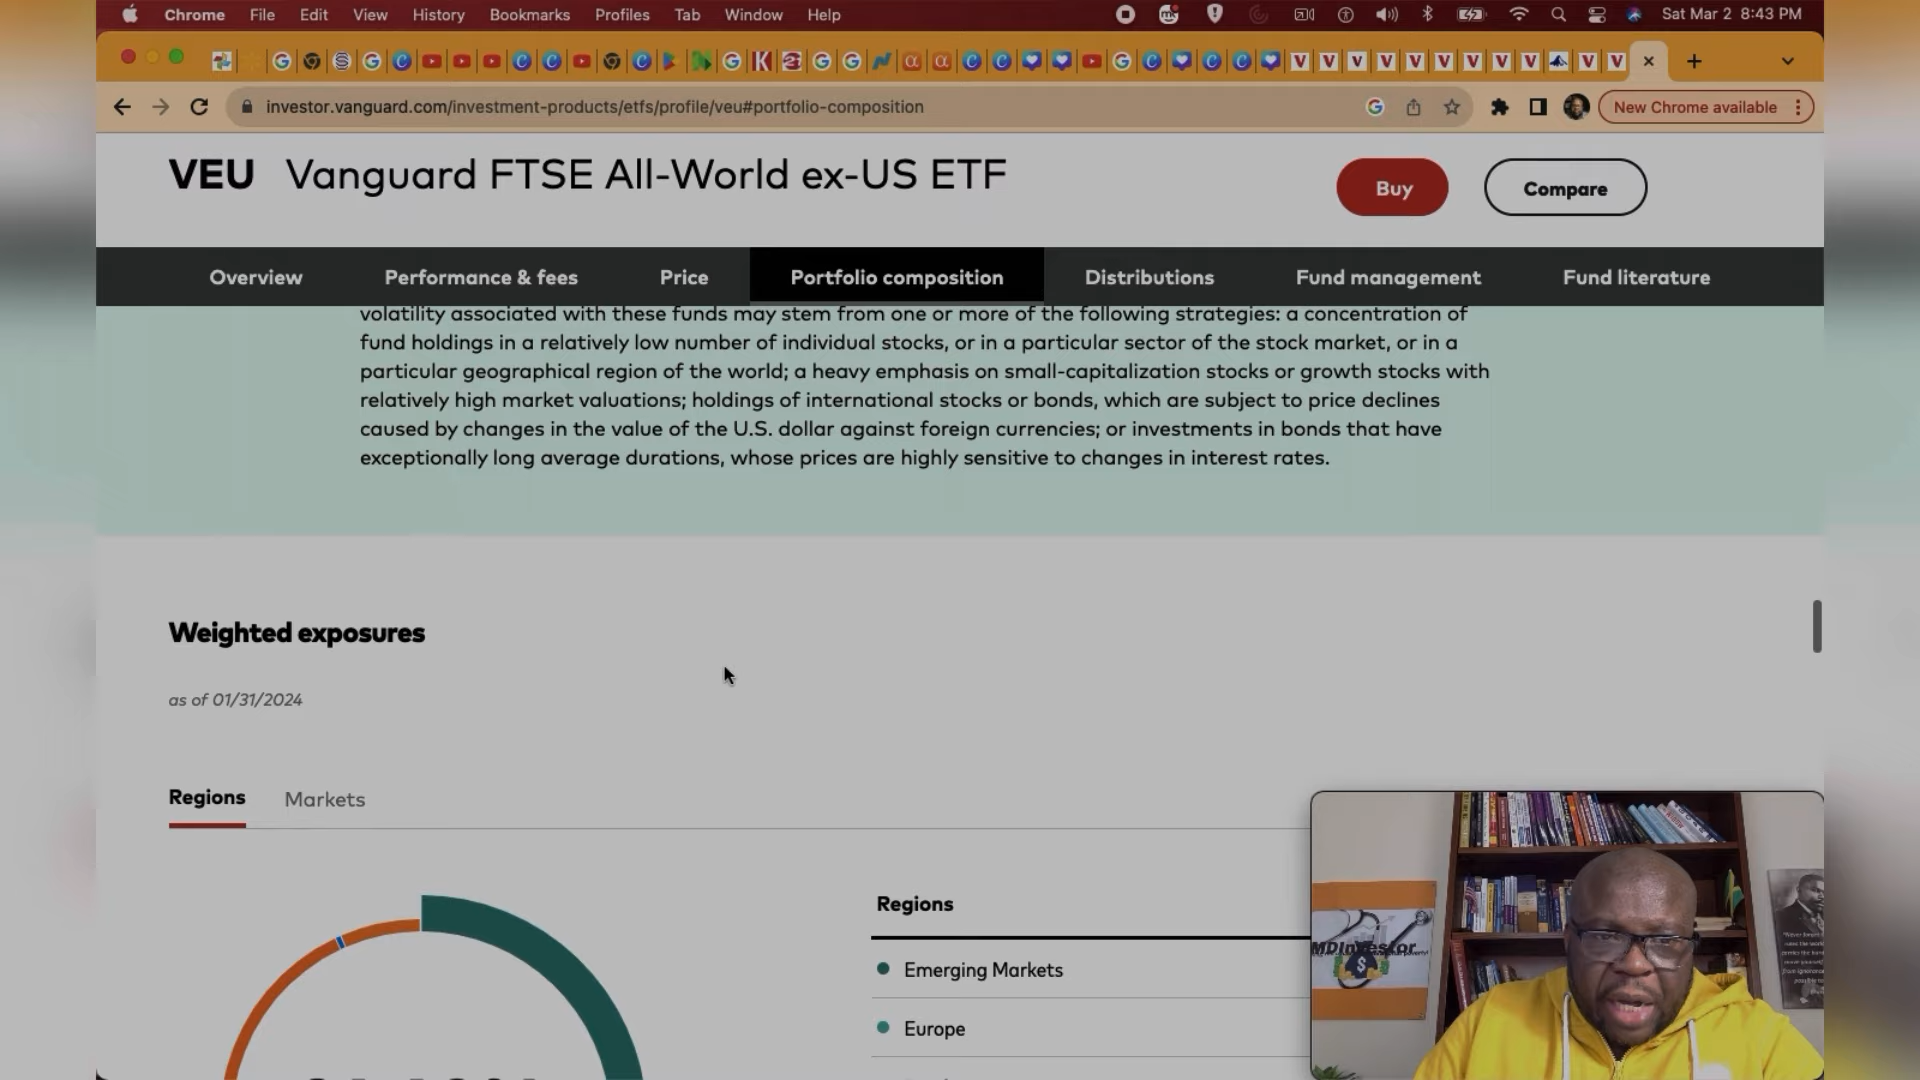 Chrome File Edit View History Bookmarks Profiles Tab Window Help Sat Mar 2 8:43 PM
investor.vanguard.com/investment-products/etfs/profile/veu#portfolio-composition New Chrome available
VEU Vanguard FTSE All-World ex-US ETF
Buy Compare
Overview Performance & fees Price Portfolio composition Distributions Fund management Fund literature
volatility associated with these funds may stem from one or more of the following strategies: a concentration of
fund holdings in a relatively low number of individual stocks, or in a particular sector of the stock market, or in a
particular geographical region of the world; a heavy emphasis on small-capitalization stocks or growth stocks with
relatively high market valuations; holdings of international stocks or bonds, which are subject to price declines
caused by changes in the value of the U.S. dollar against foreign currencies; or investments in bonds that have
exceptionally long average durations, whose prices are highly sensitive to changes in interest rates.
Weighted exposures
as of 01/31/2024
Regions Markets
Regions
Emerging Markets
Europe
MDInvestor